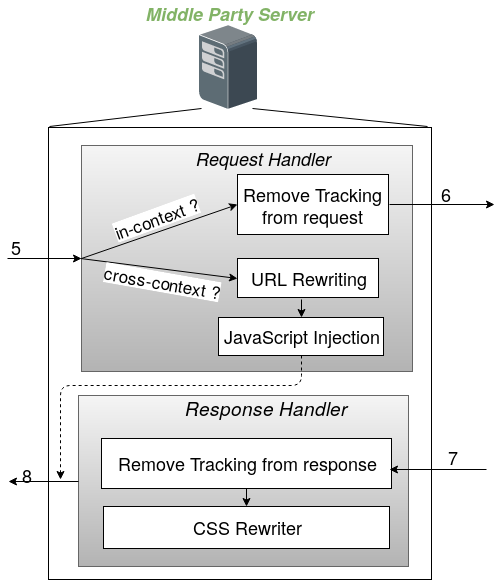 Middle Party Server
Request Handler
in-context ?
Remove Tracking
from request
6
5
cross-context ?
URL Rewriting
JavaScript Injection
Response Handler
Remove Tracking from response
7
8
CSS Rewriter